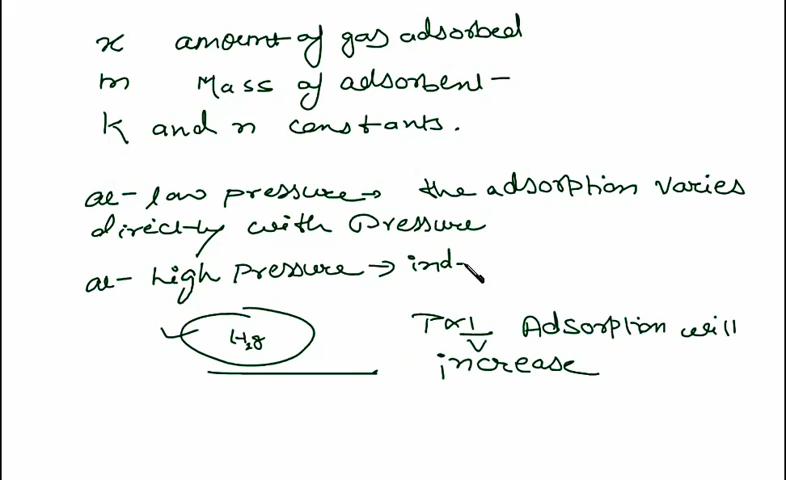 x amount of gas adsorbed
m Mass of adsorbent
k and n constants.
at low pressure → the adsorption varies
directly with Pressure
at high pressure → ind
H₂O P∝1/V Adsorption will
increase